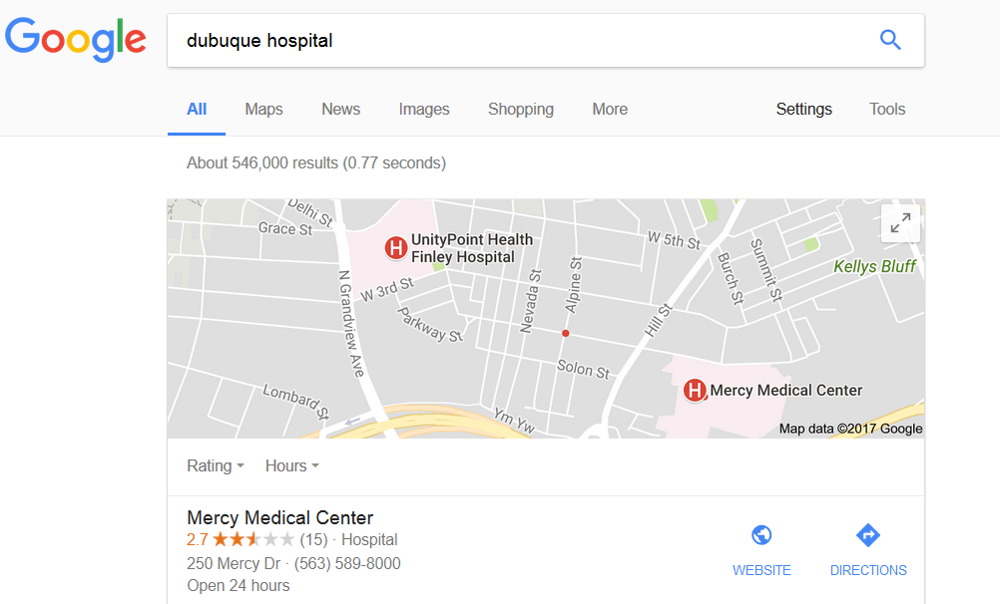 Google
dubuque hospital
All Maps News Images Shopping More Settings Tools
About 546,000 results (0.77 seconds)
Delhi St
Grace St
UnityPoint Health
Finley Hospital
W 5th St
Burch St
Summit St
Kellys Bluff
N Grandview Ave
W 3rd St
Parkway St
Nevada St
Alpine St
Hill St
Solon St
H Mercy Medical Center
Lombard St
Ym Yw
Map data ©2017 Google
Rating Hours
Mercy Medical Center
2.7 (15) · Hospital
250 Mercy Dr · (563) 589-8000
Open 24 hours
WEBSITE DIRECTIONS